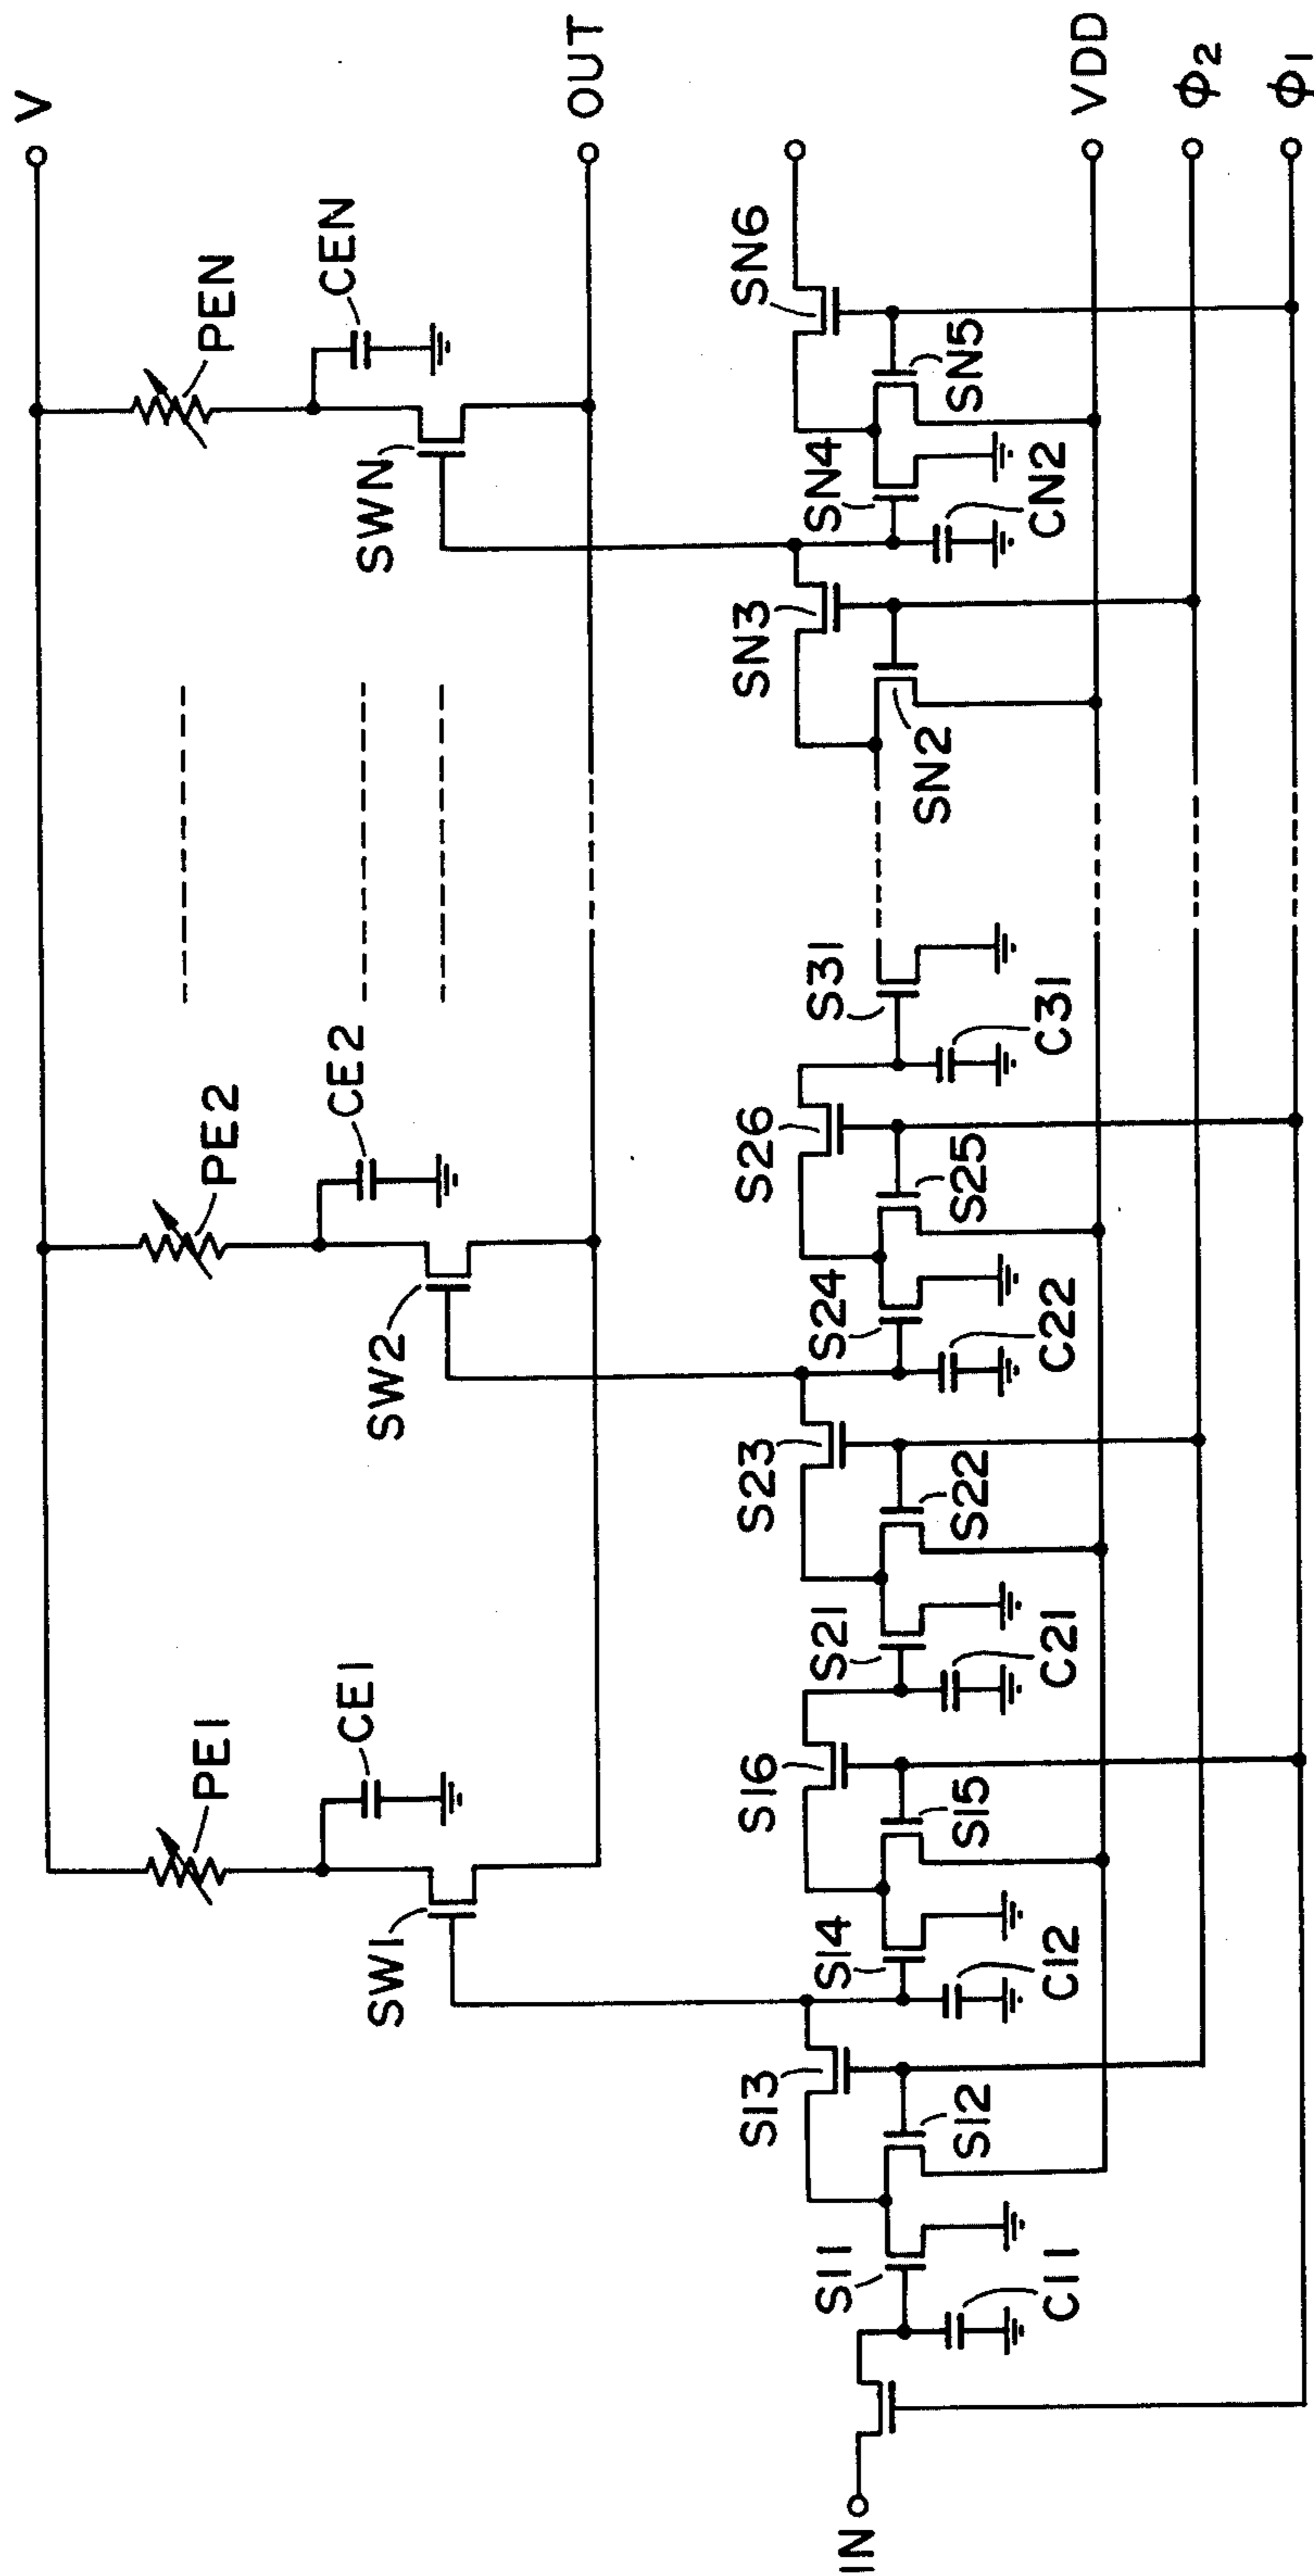 V
PE1
PE2
PEN
CE1
CE2
CEN
SW1
SW2
SWN
OUT
S13
S16
S23
S26
SN3
SN6
S11
S14
S21
S24
S31
SN4
S12
S15
S22
S25
SN2
SN5
C11
C12
C21
C22
C31
CN2
IN
VDD
Φ2
Φ1